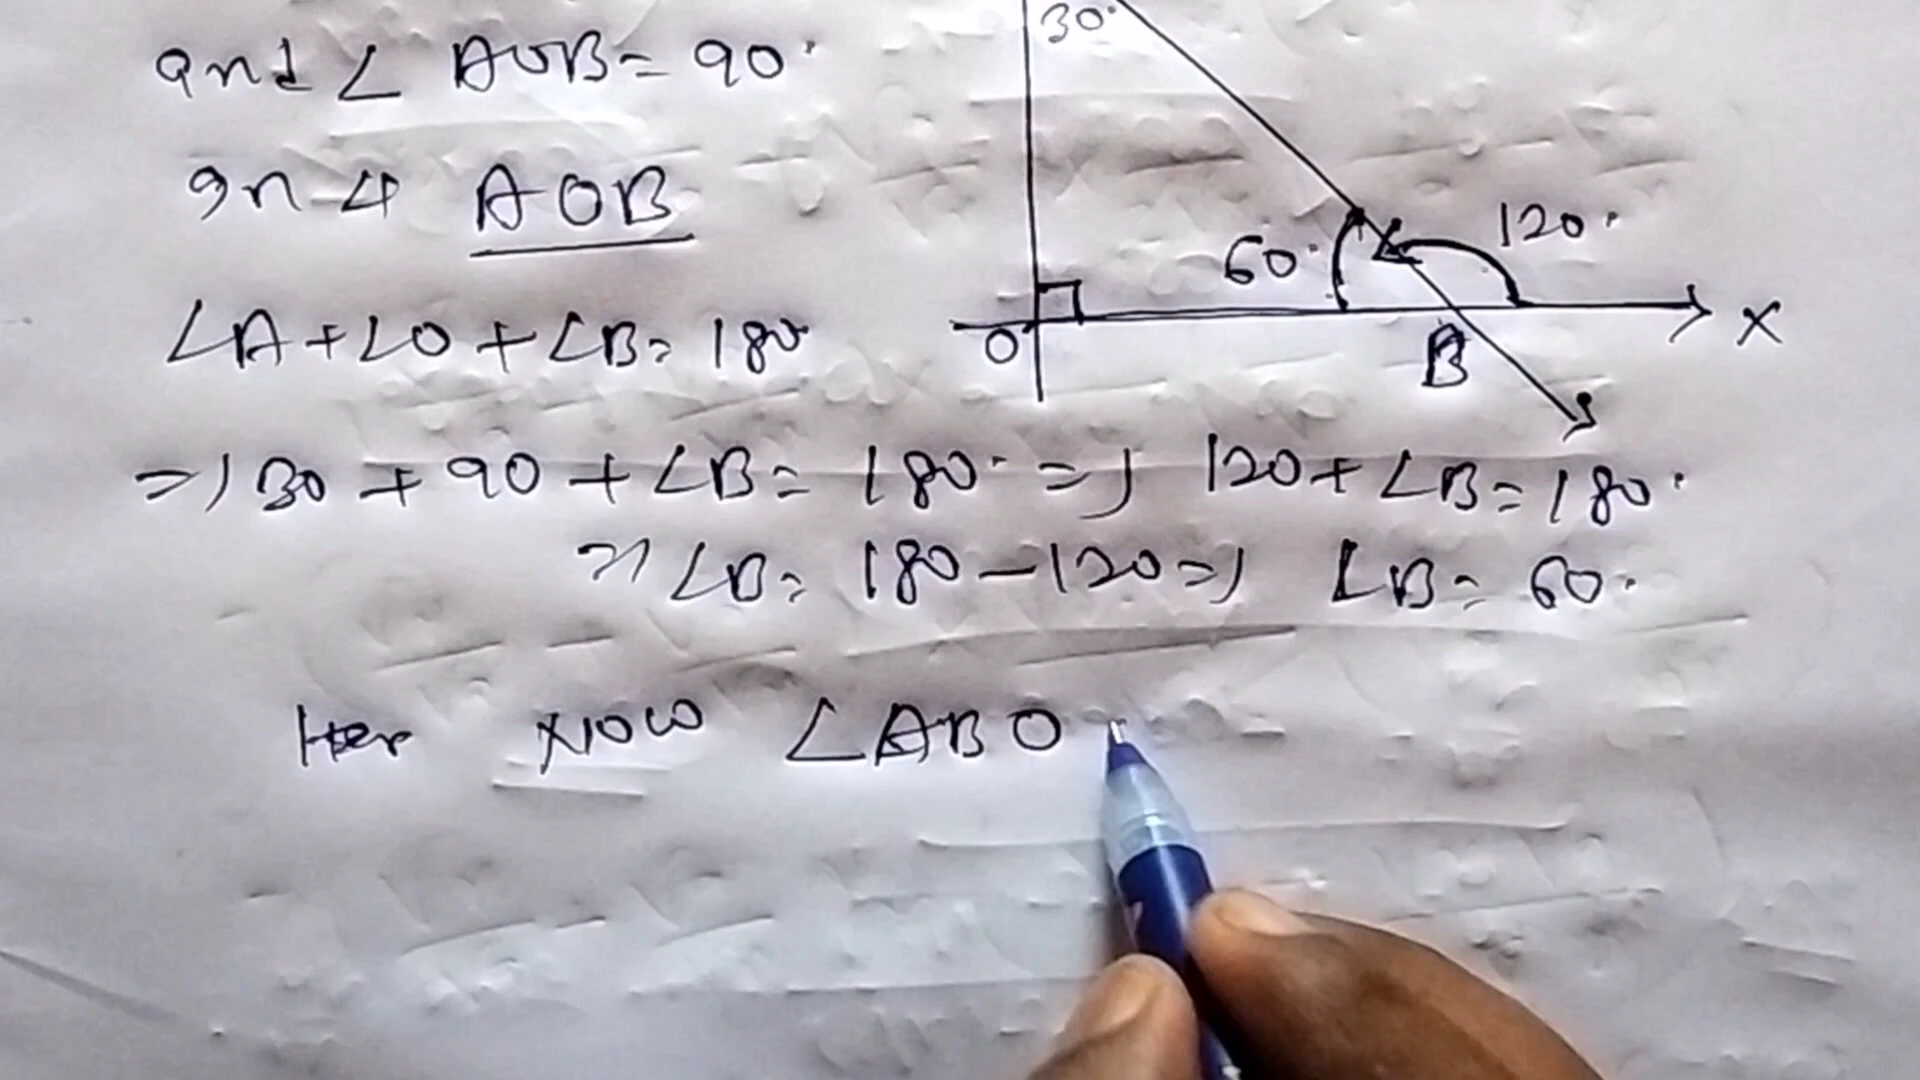 and ∠ AOB = 90°
In Δ AOB
∠A + ∠O + ∠B = 180
=) 30 + 90 + ∠B = 180° =) 120 + ∠B = 180°
=) ∠B = 180 - 120 =) ∠B = 60°
Now ∠ABO
30°
60°
120°
O
B
X